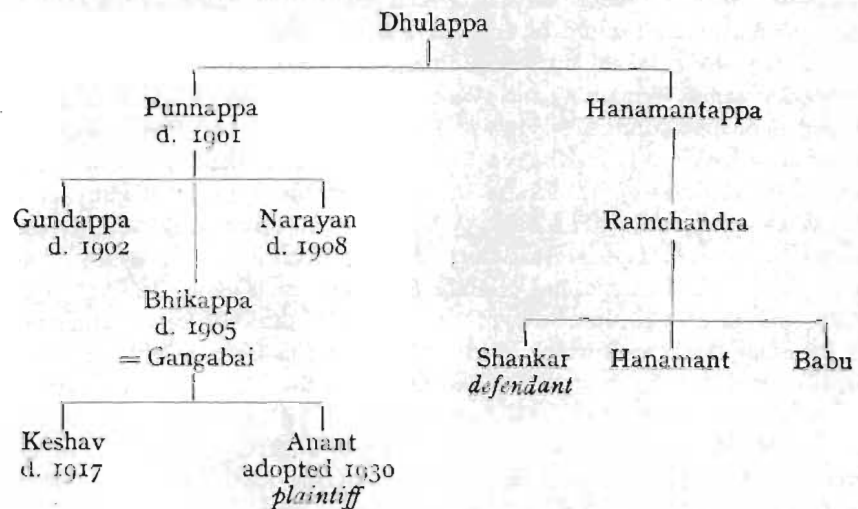 Dhulappa
Punnappa Hanamantappa
d. 1901
Gundappa Narayan Ramchandra
d. 1902 d. 1908
Bhikappa
d. 1905
= Gangabai Shankar Hanamant Babu
defendant
Keshav Anant
d. 1917 adopted 1930
plaintiff